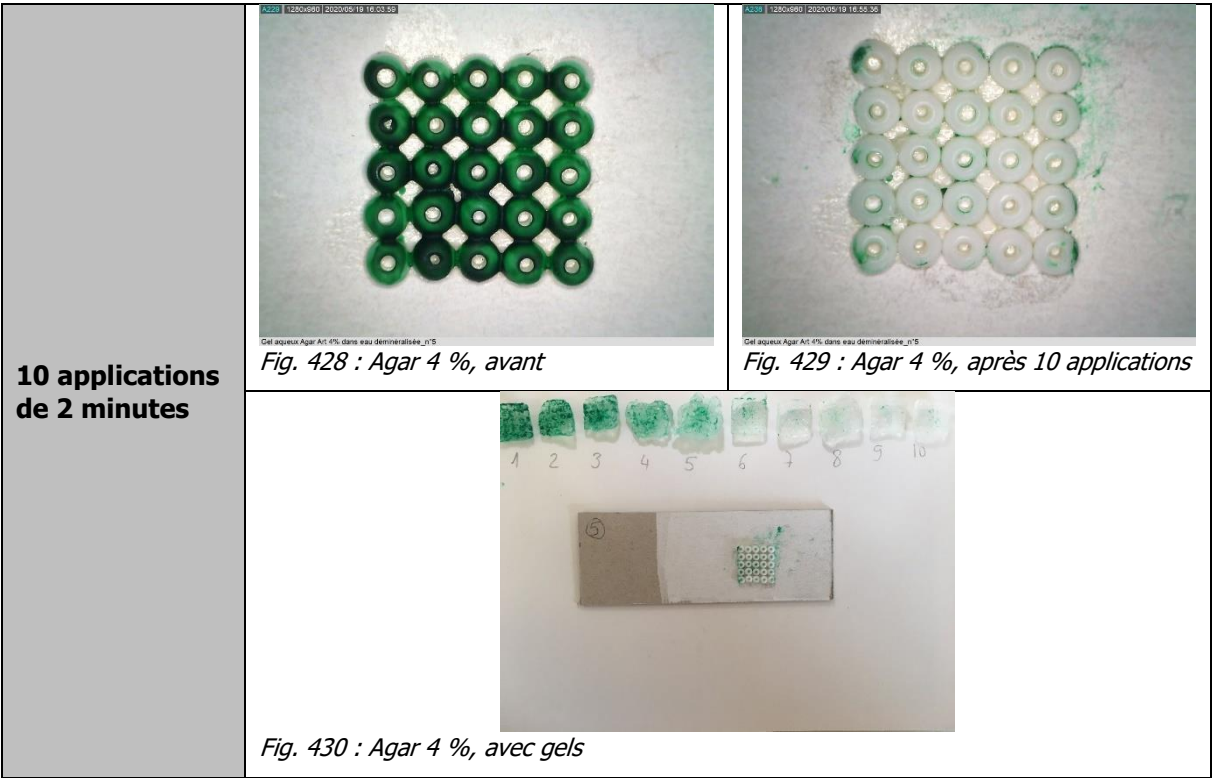 A229 1280x960 2020/05/19 16:03:59
Gel aqueux Agar Art 4% dans eau déminéralisée_n°5
Fig. 428 : Agar 4 %, avant
A238 1280x960 2020/05/19 16:55:36
Gel aqueux Agar Art 4% dans eau déminéralisée_n°5
Fig. 429 : Agar 4 %, après 10 applications
10 applications
de 2 minutes
1 2 3 4 5 6 7 8 9 10
5
Fig. 430 : Agar 4 %, avec gels